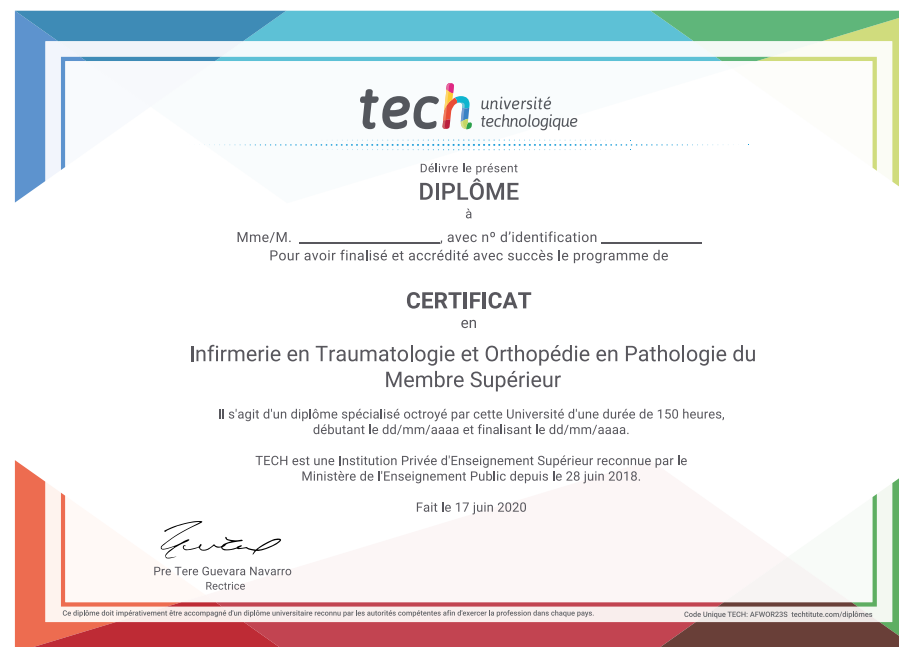 tech université
technologique
Délivre le présent
DIPLÔME
à
Mme/M. ____________________, avec nº d'identification ______________
Pour avoir finalisé et accrédité avec succès le programme de
CERTIFICAT
en
Infirmerie en Traumatologie et Orthopédie en Pathologie du
Membre Supérieur
Il s'agit d'un diplôme spécialisé octroyé par cette Université d'une durée de 150 heures,
débutant le dd/mm/aaaa et finalisant le dd/mm/aaaa.
TECH est une Institution Privée d'Enseignement Supérieur reconnue par le
Ministère de l'Enseignement Public depuis le 28 juin 2018.
Fait le 17 juin 2020
Pre Tere Guevara Navarro
Rectrice
Ce diplôme doit impérativement être accompagné d'un diplôme universitaire reconnu par les autorités compétentes afin d'exercer la profession dans chaque pays.
Code Unique TECH: AFWOR23S techtitute.com/diplômes